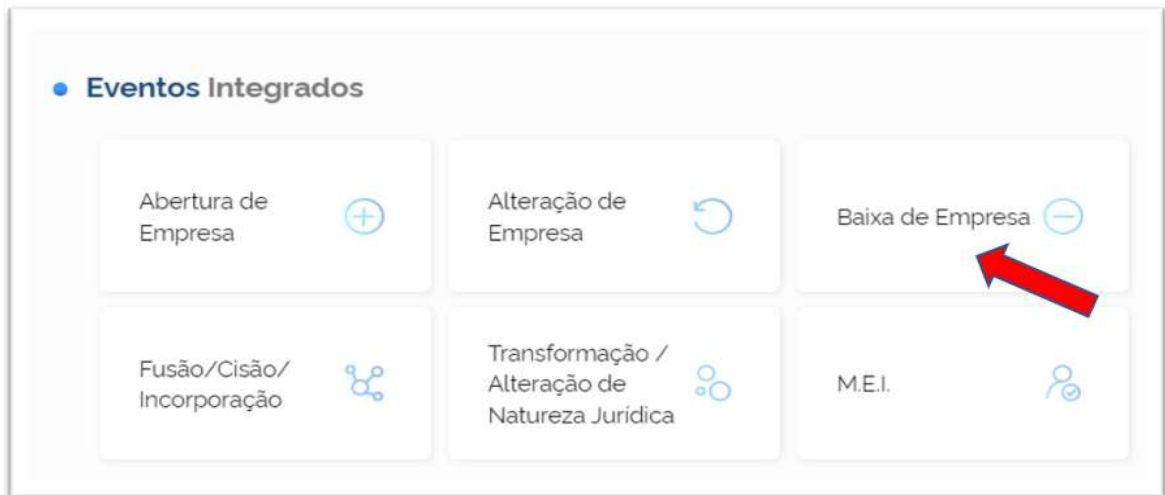 Eventos Integrados
Abertura de
Empresa
Alteração de
Empresa
Baixa de Empresa
Fusão/Cisão/
Incorporação
Transformação /
Alteração de
Natureza Jurídica
M.E.I.